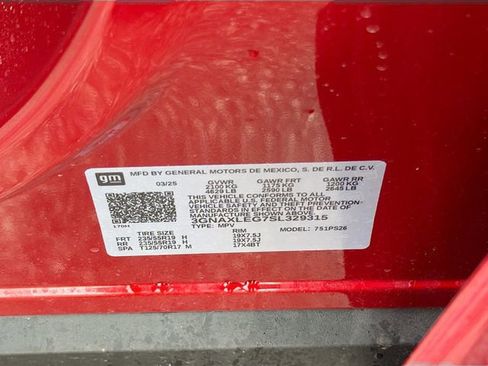 gm
MFD BY GENERAL MOTORS DE MEXICO, S. DE R.L. DE C.V.
03/25 GVWR GAWR FRT GAWR RR
2100 KG 1175 KG 1200 KG
4629 LB 2590 LB 2645 LB
THIS VEHICLE CONFORMS TO ALL
APPLICABLE U.S. FEDERAL MOTOR
VEHICLE SAFETY AND THEFT PREVENTION
STANDARDS IN EFFECT ON THE DATE OF
MANUFACTURE SHOWN ABOVE.
3GNAXLEG7SL329315
TYPE: MPV MODEL: 751PS26
TIRE SIZE RIM
FRT 235/55R19 H 19X7.5J
RR 235/55R19 H 19X7.5J
SPA T125/70R17 M 17X4BT